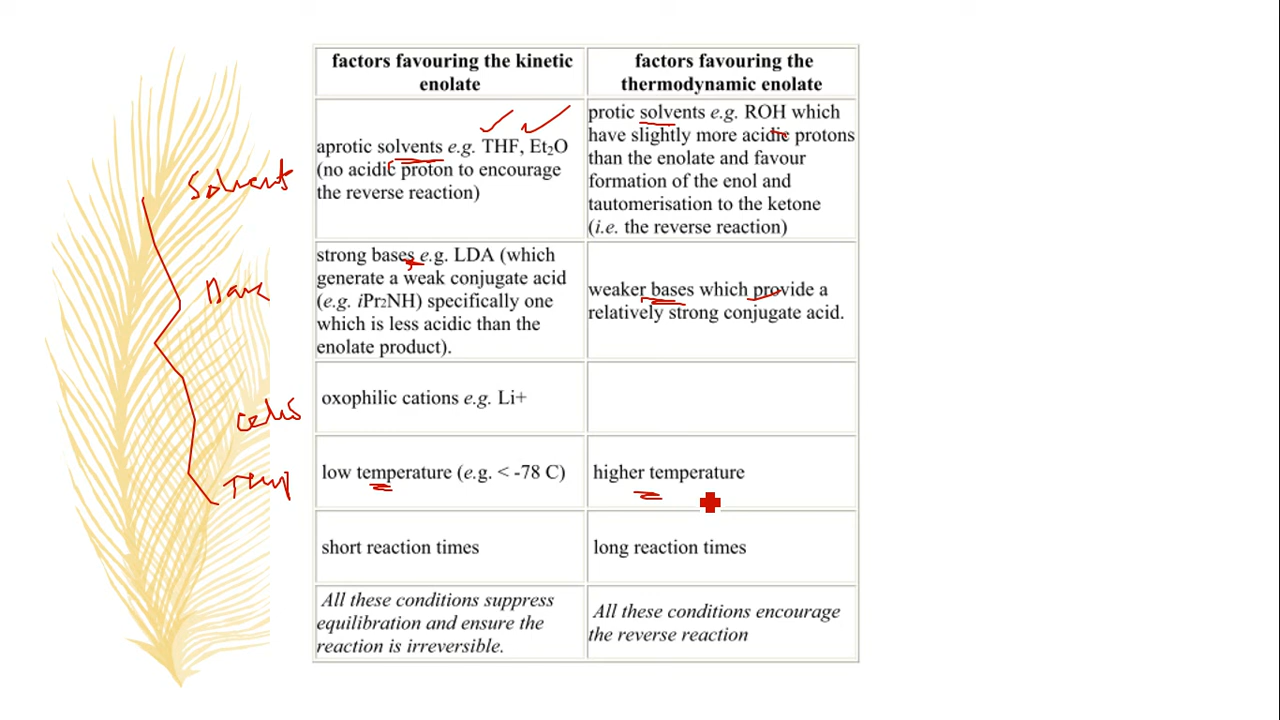 factors favouring the kinetic
enolate
factors favouring the
thermodynamic enolate
aprotic solvents e.g. THF, Et₂O
(no acidic proton to encourage
the reverse reaction)
protic solvents e.g. ROH which
have slightly more acidic protons
than the enolate and favour
formation of the enol and
tautomerisation to the ketone
(i.e. the reverse reaction)
Solvent
strong bases e.g. LDA (which
generate a weak conjugate acid
(e.g. iPr₂NH) specifically one
which is less acidic than the
enolate product).
weaker bases which provide a
relatively strong conjugate acid.
oxophilic cations e.g. Li+
low temperature (e.g. < -78 C)
higher temperature
Temp
short reaction times
long reaction times
All these conditions suppress
equilibration and ensure the
reaction is irreversible.
All these conditions encourage
the reverse reaction